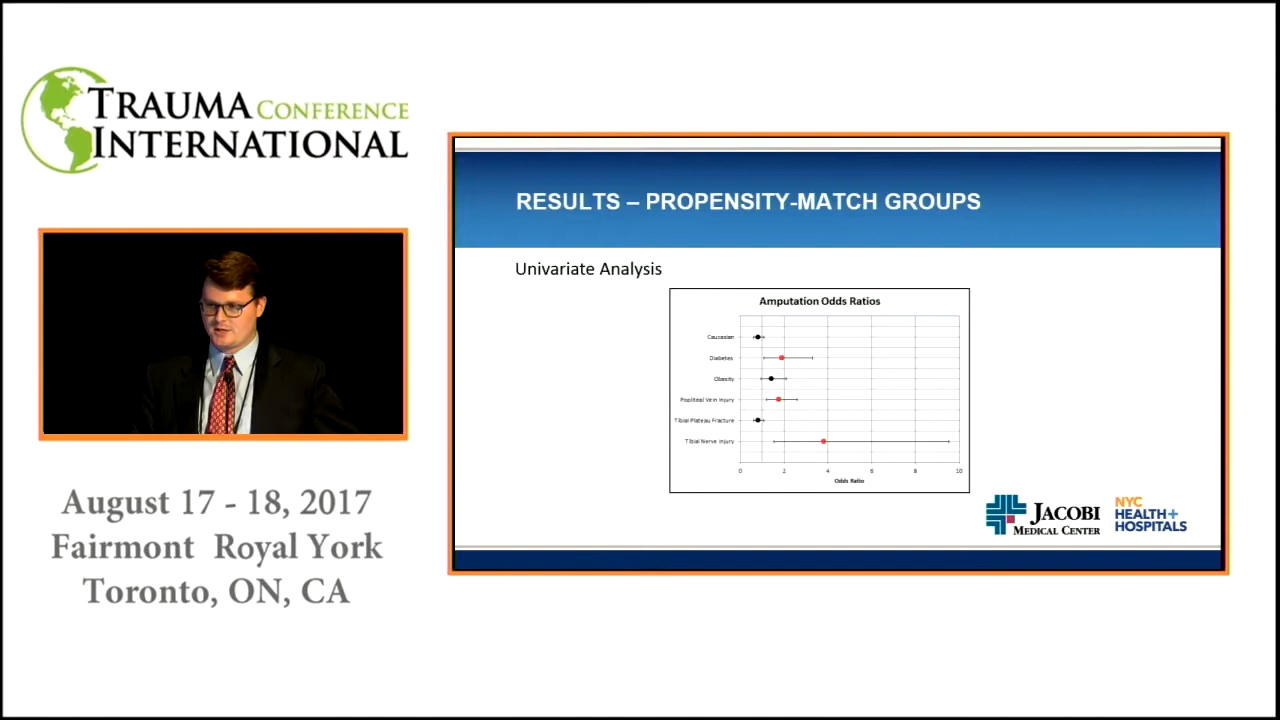 TRAUMA CONFERENCE
INTERNATIONAL
August 17 - 18, 2017
Fairmont Royal York
Toronto, ON, CA
RESULTS – PROPENSITY-MATCH GROUPS
Univariate Analysis
Amputation Odds Ratios
Caucasian
Diabetes
Obesity
Popliteal Vein Injury
Tibial Plateau Fracture
Tibial Nerve Injury
0 2 4 6 8 10
Odds Ratio
JACOBI
MEDICAL CENTER
NYC
HEALTH+
HOSPITALS